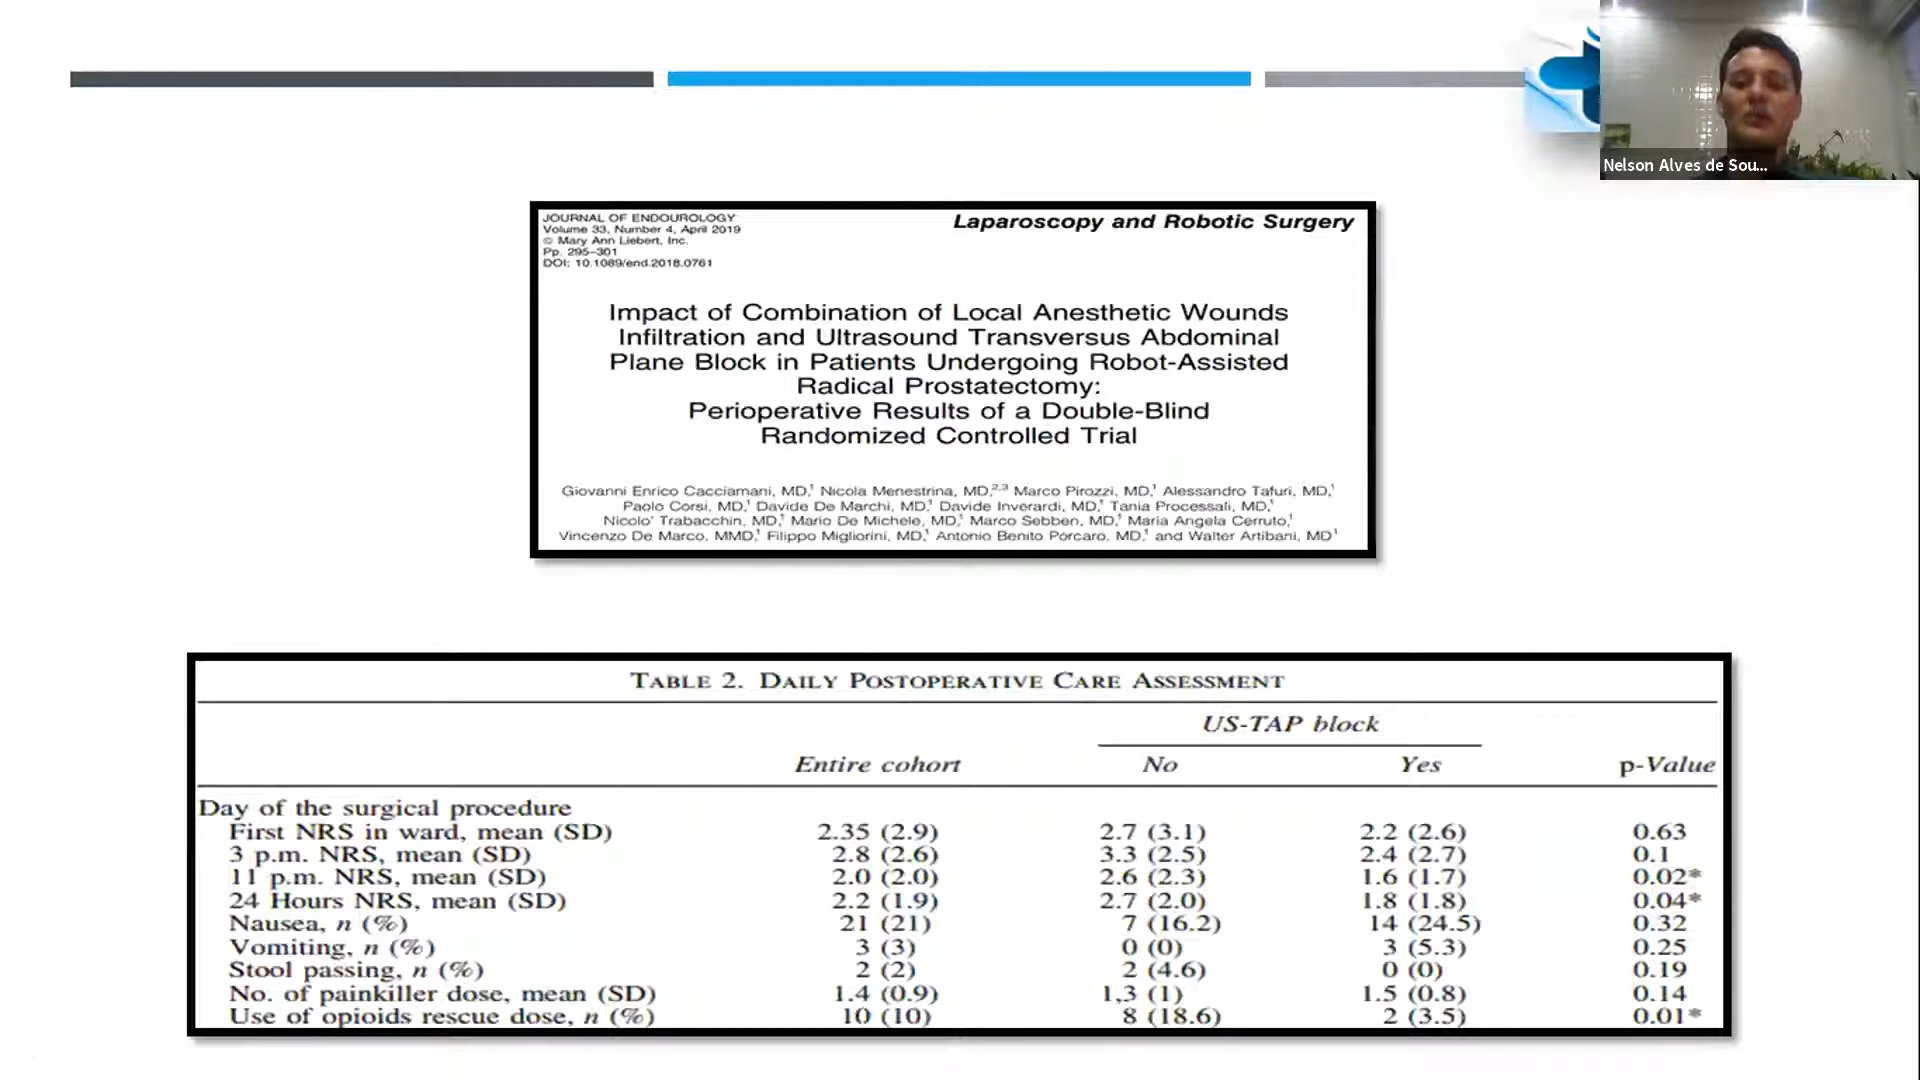 Nelson Alves de Sou...
JOURNAL OF ENDOUROLOGY
Volume 33, Number 4, April 2019
© Mary Ann Liebert, Inc.
Pp. 295–301
DOI: 10.1089/end.2018.0761
Laparoscopy and Robotic Surgery
Impact of Combination of Local Anesthetic Wounds
Infiltration and Ultrasound Transversus Abdominal
Plane Block in Patients Undergoing Robot-Assisted
Radical Prostatectomy:
Perioperative Results of a Double-Blind
Randomized Controlled Trial
Giovanni Enrico Cacciamani, MD,1 Nicola Menestrina, MD,2,3 Marco Pirozzi, MD,1 Alessandro Tafuri, MD,1
Paolo Corsi, MD,1 Davide De Marchi, MD,1 Davide Inverardi, MD,1 Tania Processali, MD,1
Nicolo' Trabacchin, MD,1 Mario De Michele, MD,1 Marco Sebben, MD,1 Maria Angela Cerruto,1
Vincenzo De Marco, MMD,1 Filippo Migliorini, MD,1 Antonio Benito Porcaro, MD,1 and Walter Artibani, MD1
TABLE 2. DAILY POSTOPERATIVE CARE ASSESSMENT
US-TAP block
Entire cohort No Yes p-Value
Day of the surgical procedure
First NRS in ward, mean (SD) 2.35 (2.9) 2.7 (3.1) 2.2 (2.6) 0.63
3 p.m. NRS, mean (SD) 2.8 (2.6) 3.3 (2.5) 2.4 (2.7) 0.1
11 p.m. NRS, mean (SD) 2.0 (2.0) 2.6 (2.3) 1.6 (1.7) 0.02*
24 Hours NRS, mean (SD) 2.2 (1.9) 2.7 (2.0) 1.8 (1.8) 0.04*
Nausea, n (%) 21 (21) 7 (16.2) 14 (24.5) 0.32
Vomiting, n (%) 3 (3) 0 (0) 3 (5.3) 0.25
Stool passing, n (%) 2 (2) 2 (4.6) 0 (0) 0.19
No. of painkiller dose, mean (SD) 1.4 (0.9) 1,3 (1) 1.5 (0.8) 0.14
Use of opioids rescue dose, n (%) 10 (10) 8 (18.6) 2 (3.5) 0.01*